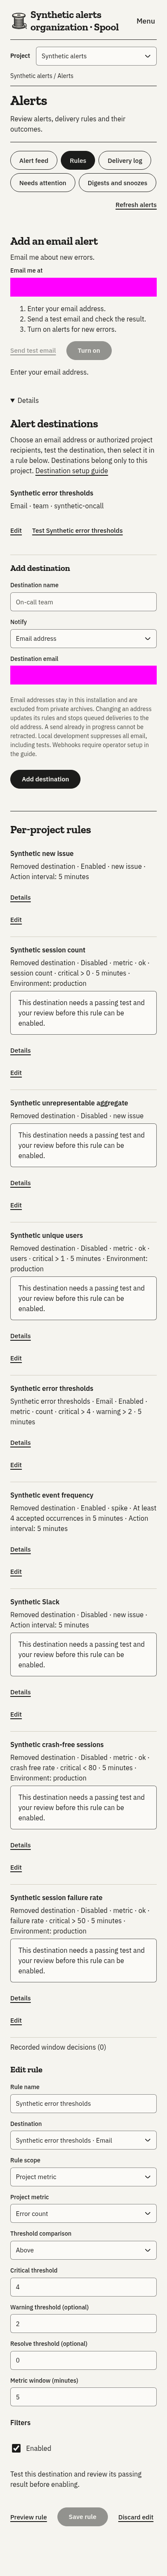 Synthetic alerts
organization · Spool
Menu
Project
Synthetic alerts
Synthetic alerts / Alerts
Alerts
Review alerts, delivery rules and their
outcomes.
Alert feed
Rules
Delivery log
Needs attention
Digests and snoozes
Refresh alerts
Add an email alert
Email me about new errors.
Email me at
1. Enter your email address.
2. Send a test email and check the result.
3. Turn on alerts for new errors.
Send test email
Turn on
Enter your email address.
▼ Details
Alert destinations
Choose an email address or authorized project
recipients, test the destination, then select it in
a rule below. Destinations belong only to this
project. Destination setup guide
Synthetic error thresholds
Email · team · synthetic-oncall
Edit
Test Synthetic error thresholds
Add destination
Destination name
On-call team
Notify
Email address
Destination email
Email addresses stay in this installation and are
excluded from private archives. Changing an address
updates its rules and stops queued deliveries to the
old address. A send already in progress cannot be
retracted. Local development suppresses all email,
including tests. Webhooks require operator setup in
the guide.
Add destination
Per-project rules
Synthetic new issue
Removed destination · Enabled · new issue ·
Action interval: 5 minutes
Details
Edit
Synthetic session count
Removed destination · Disabled · metric · ok ·
session count · critical > 0 · 5 minutes ·
Environment: production
This destination needs a passing test and
your review before this rule can be
enabled.
Details
Edit
Synthetic unrepresentable aggregate
Removed destination · Disabled · new issue
This destination needs a passing test and
your review before this rule can be
enabled.
Details
Edit
Synthetic unique users
Removed destination · Disabled · metric · ok ·
users · critical > 1 · 5 minutes · Environment:
production
This destination needs a passing test and
your review before this rule can be
enabled.
Details
Edit
Synthetic error thresholds
Synthetic error thresholds · Email · Enabled ·
metric · count · critical > 4 · warning > 2 · 5
minutes
Details
Edit
Synthetic event frequency
Removed destination · Enabled · spike · At least
4 accepted occurrences in 5 minutes · Action
interval: 5 minutes
Details
Edit
Synthetic Slack
Removed destination · Disabled · new issue ·
Action interval: 5 minutes
This destination needs a passing test and
your review before this rule can be
enabled.
Details
Edit
Synthetic crash-free sessions
Removed destination · Disabled · metric · ok ·
crash free rate · critical < 80 · 5 minutes ·
Environment: production
This destination needs a passing test and
your review before this rule can be
enabled.
Details
Edit
Synthetic session failure rate
Removed destination · Disabled · metric · ok ·
failure rate · critical > 50 · 5 minutes ·
Environment: production
This destination needs a passing test and
your review before this rule can be
enabled.
Details
Edit
Recorded window decisions (0)
Edit rule
Rule name
Synthetic error thresholds
Destination
Synthetic error thresholds · Email
Rule scope
Project metric
Project metric
Error count
Threshold comparison
Above
Critical threshold
4
Warning threshold (optional)
2
Resolve threshold (optional)
0
Metric window (minutes)
5
Filters
Enabled
Test this destination and review its passing
result before enabling.
Preview rule
Save rule
Discard edit